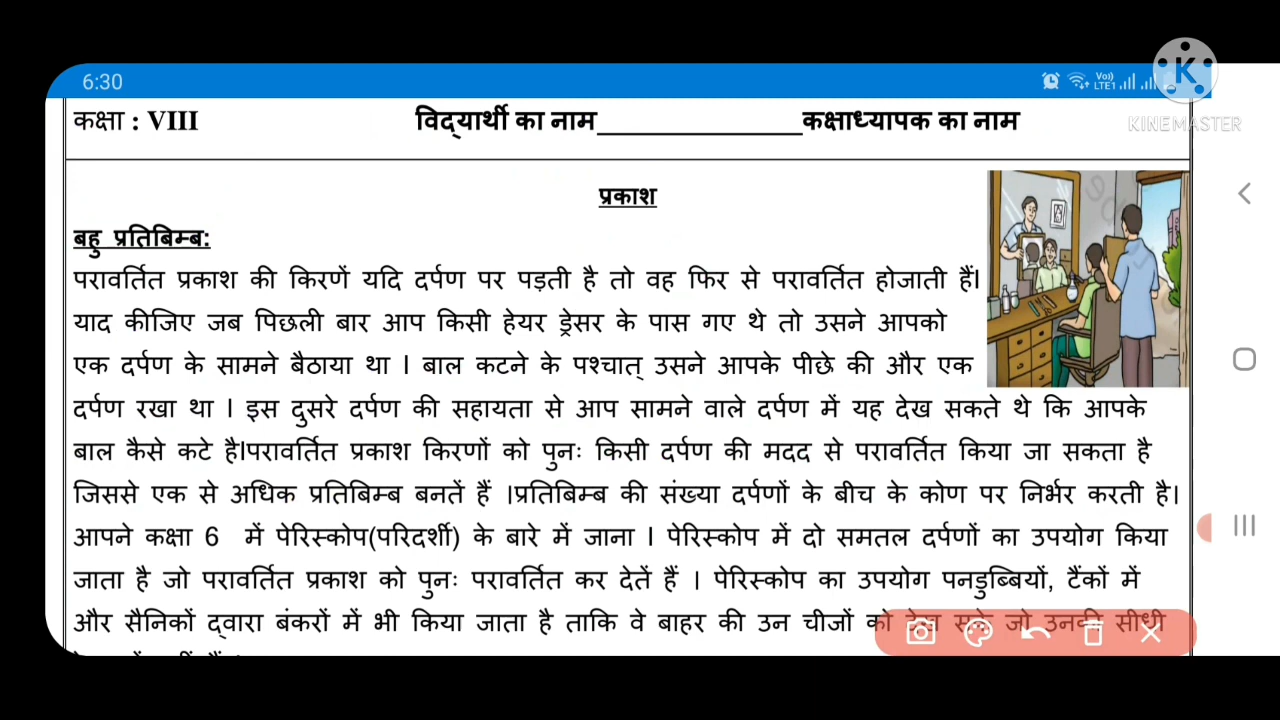 6:30
Vo))
LTE1
K
KINEMASTER
कक्षा : VIII विद्यार्थी का नाम____________कक्षाध्यापक का नाम
प्रकाश
बहु प्रतिबिम्ब:
परावर्तित प्रकाश की किरणें यदि दर्पण पर पड़ती है तो वह फिर से परावर्तित होजाती हैं।
याद कीजिए जब पिछली बार आप किसी हेयर ड्रेसर के पास गए थे तो उसने आपको
एक दर्पण के सामने बैठाया था । बाल कटने के पश्चात् उसने आपके पीछे की और एक
दर्पण रखा था । इस दुसरे दर्पण की सहायता से आप सामने वाले दर्पण में यह देख सकते थे कि आपके
बाल कैसे कटे है।परावर्तित प्रकाश किरणों को पुनः किसी दर्पण की मदद से परावर्तित किया जा सकता है
जिससे एक से अधिक प्रतिबिम्ब बनतें हैं ।प्रतिबिम्ब की संख्या दर्पणों के बीच के कोण पर निर्भर करती है।
आपने कक्षा 6 में पेरिस्कोप(परिदर्शी) के बारे में जाना । पेरिस्कोप में दो समतल दर्पणों का उपयोग किया
जाता है जो परावर्तित प्रकाश को पुनः परावर्तित कर देतें हैं । पेरिस्कोप का उपयोग पनडुब्बियों, टैंकों में
और सैनिकों द्वारा बंकरों में भी किया जाता है ताकि वे बाहर की उन चीजों को देख सके जो उनकी सीधी